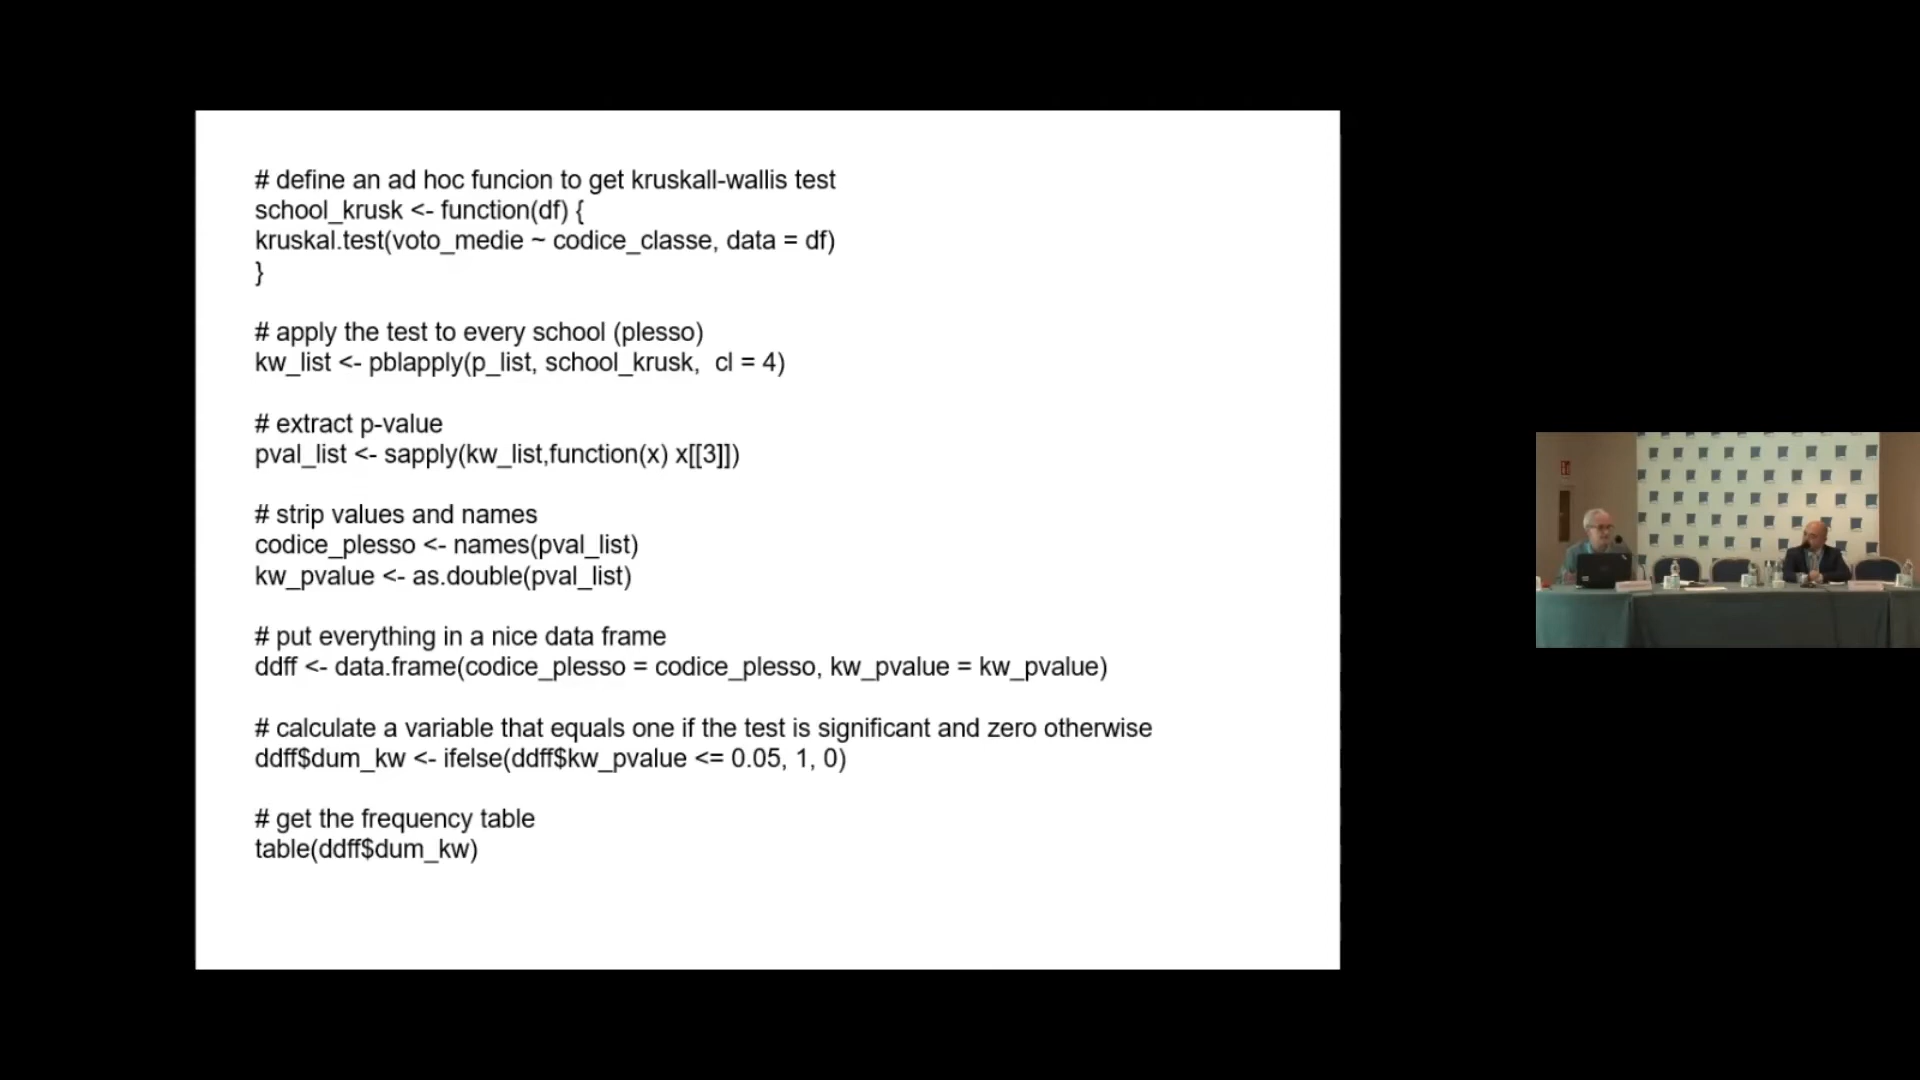 # define an ad hoc funcion to get kruskall-wallis test
school_krusk <- function(df) {
kruskal.test(voto_medie ~ codice_classe, data = df)
}
# apply the test to every school (plesso)
kw_list <- pblapply(p_list, school_krusk,  cl = 4)
# extract p-value
pval_list <- sapply(kw_list,function(x) x[[3]])
# strip values and names
codice_plesso <- names(pval_list)
kw_pvalue <- as.double(pval_list)
# put everything in a nice data frame
ddff <- data.frame(codice_plesso = codice_plesso, kw_pvalue = kw_pvalue)
# calculate a variable that equals one if the test is significant and zero otherwise
ddff$dum_kw <- ifelse(ddff$kw_pvalue <= 0.05, 1, 0)
# get the frequency table
table(ddff$dum_kw)